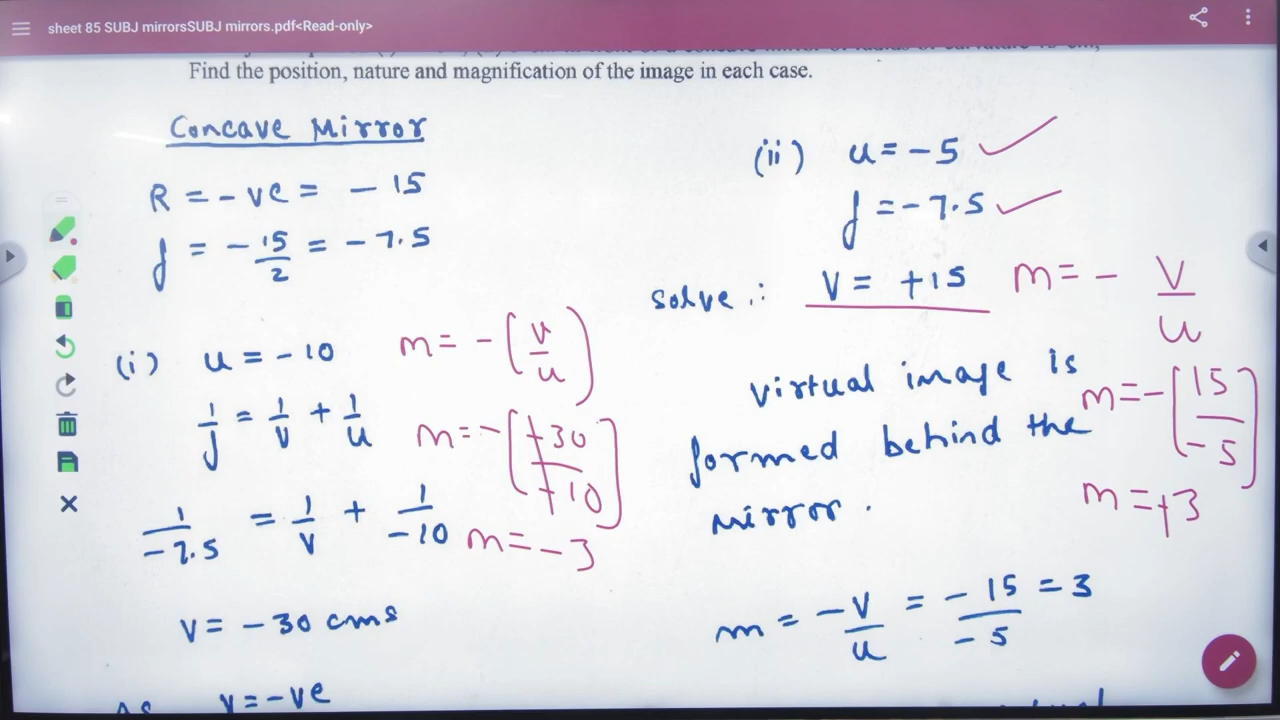 sheet 85 SUBJ mirrorsSUBJ mirrors.pdf<Read-only>
Find the position, nature and magnification of the image in each case.
Concave Mirror
R = -ve = - 15
f = - 15/2 = - 7.5
(i) u = - 10
1/f = 1/v + 1/u
1/-7.5 = 1/v + 1/-10
v = - 30 cms
v = -ve
m = - (v/u)
m = - [+30/+10]
m = - 3
(ii) u = - 5
f = - 7.5
solve ∴ v = +15
m = - v/u
virtual image is
formed behind the
mirror.
m = - [15/-5]
m = +3
m = -v/u = -15/-5 = 3